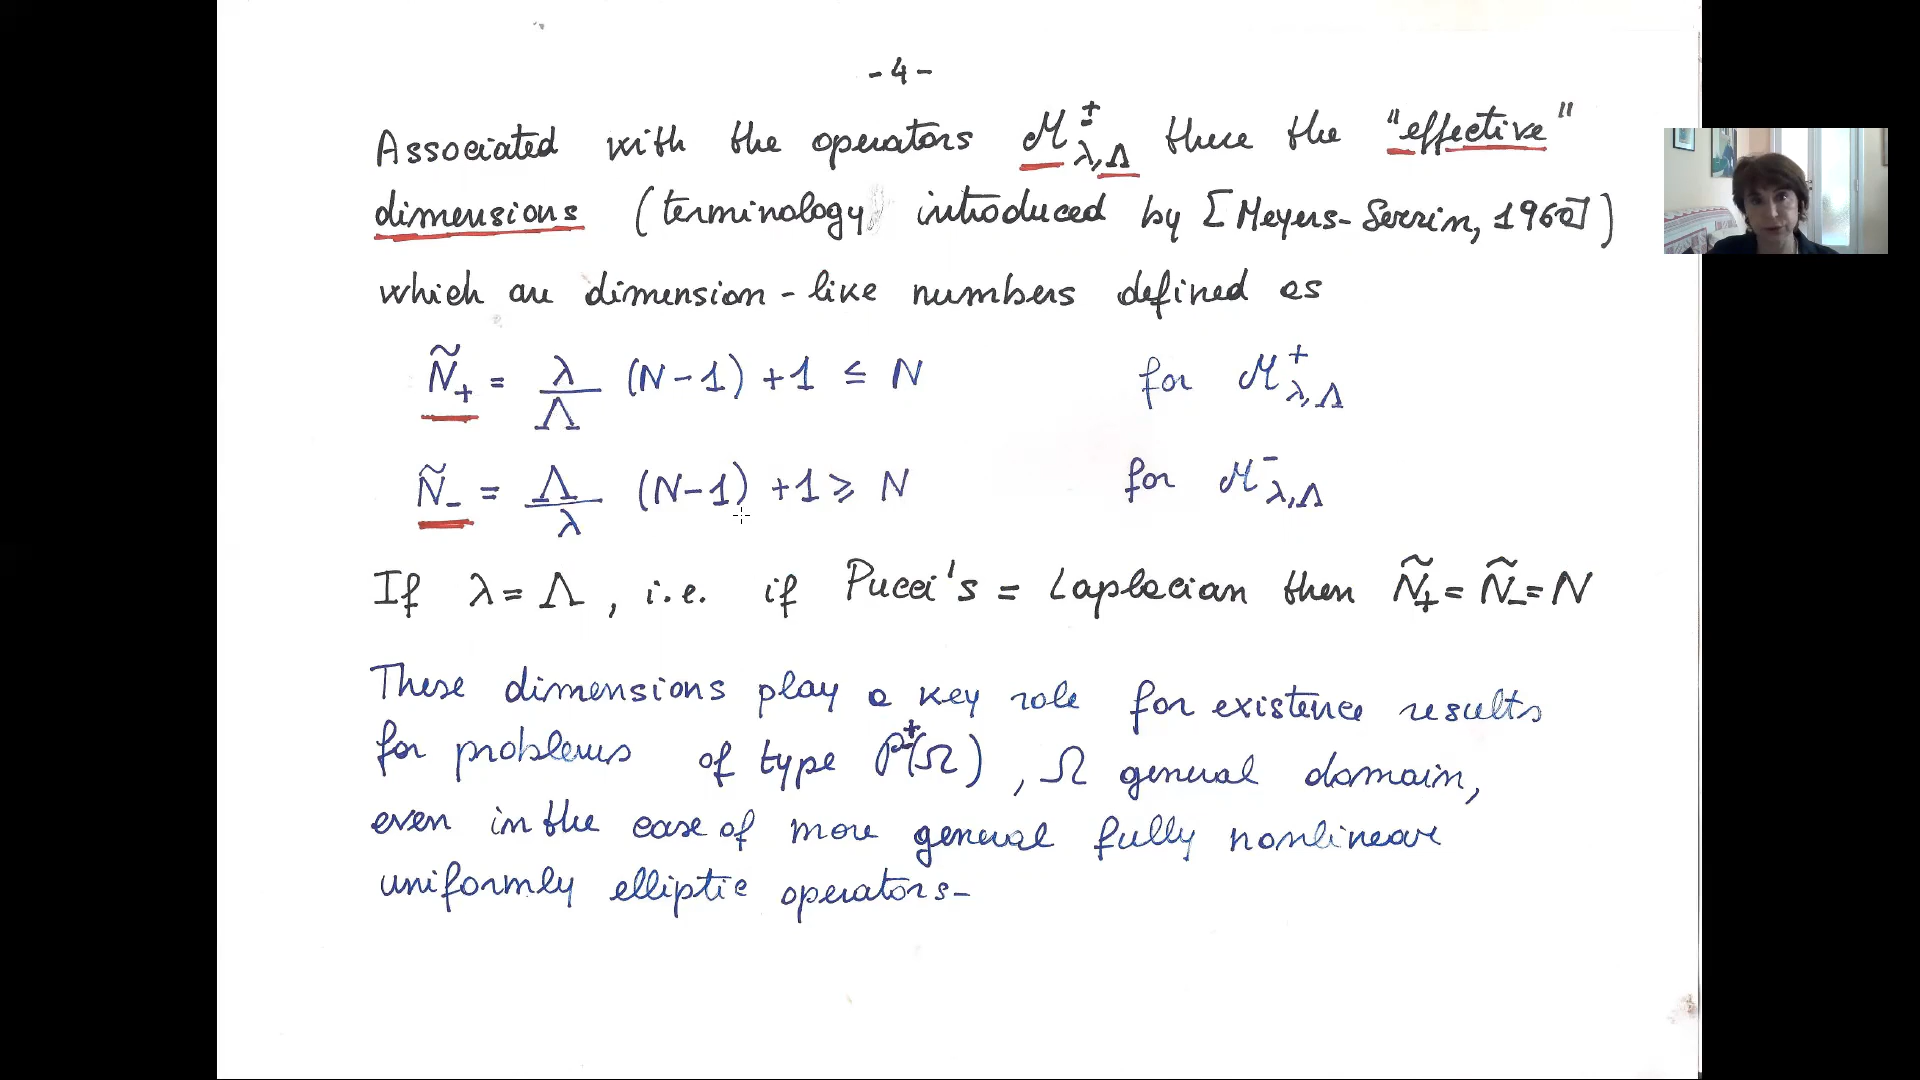 -4-
Associated with the operators ℳ^±_{λ,Λ} there the "effective"
dimensions (terminology introduced by [Meyers-Serrin, 1960])
which are dimension-like numbers defined as
Ñ₊ = λ/Λ (N-1)+1 ≤ N for ℳ⁺_{λ,Λ}
Ñ₋ = Λ/λ (N-1)+1 ≥ N for ℳ⁻_{λ,Λ}
If λ=Λ, i.e. if Pucci's = Laplacian then Ñ₊=Ñ₋=N
These dimensions play a key role for existence results
for problems of type 𝒫^±(Ω), Ω general domain,
even in the case of more general fully nonlinear
uniformly elliptic operators-